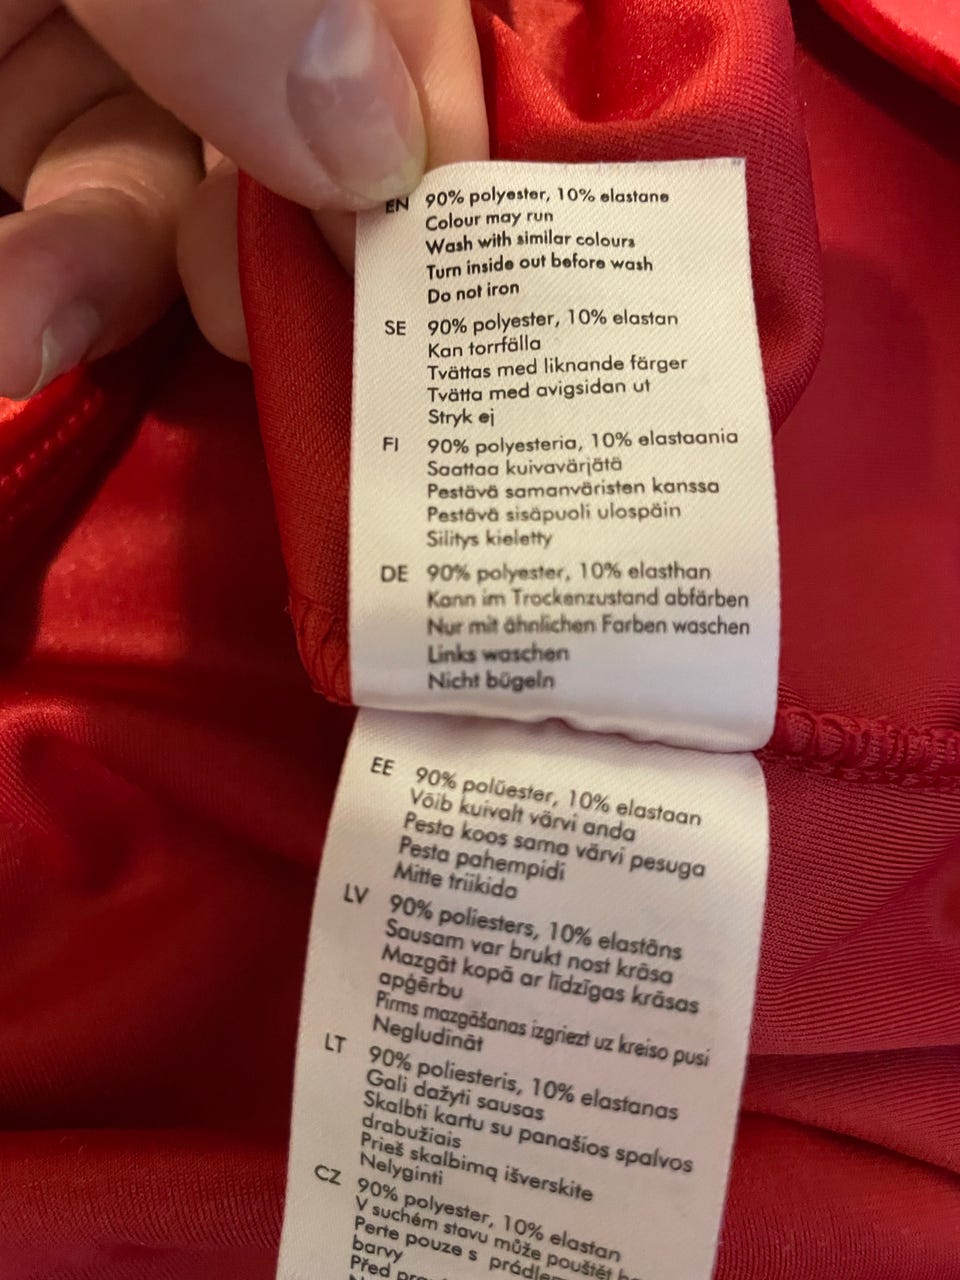 EN 90% polyester, 10% elastane
Colour may run
Wash with similar colours
Turn inside out before wash
Do not iron
SE 90% polyester, 10% elastan
Kan torrfälla
Tvättas med liknande färger
Tvätta med avigsidan ut
Stryk ej
FI 90% polyesteria, 10% elastaania
Saattaa kuivavärjätä
Pestävä samanväristen kanssa
Pestävä sisäpuoli ulospäin
Silitys kielletty
DE 90% polyester, 10% elasthan
Kann im Trockenzustand abfärben
Nur mit ähnlichen Farben waschen
Links waschen
Nicht bügeln
EE 90% polüester, 10% elastaan
Võib kuivalt värvi anda
Pesta koos sama värvi pesuga
Pesta pahempidi
Mitte triikida
LV 90% poliesters, 10% elastāns
Sausam var brukt nost krāsa
Mazgāt kopā ar līdzīgas krāsas
apģērbu
Pirms mazgāšanas izgriezt uz kreiso pusi
Negludināt
LT 90% poliesteris, 10% elastanas
Gali dažyti sausas
Skalbti kartu su panašios spalvos
drabužiais
Prieš skalbimą išverskite
Nelyginti
CZ 90% polyester, 10% elastan
V suchém stavu může pouštět
Perte pouze s
barvy
Před